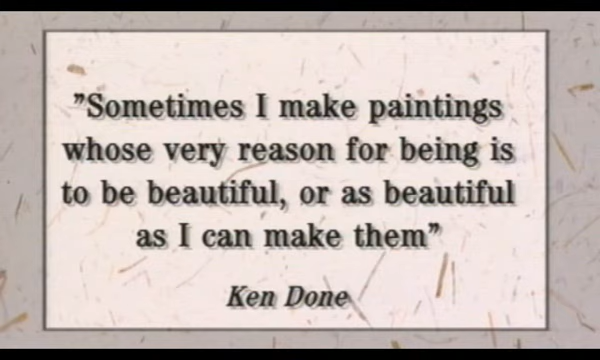 "Sometimes I make paintings
whose very reason for being is
to be beautiful, or as beautiful
as I can make them"
Ken Done